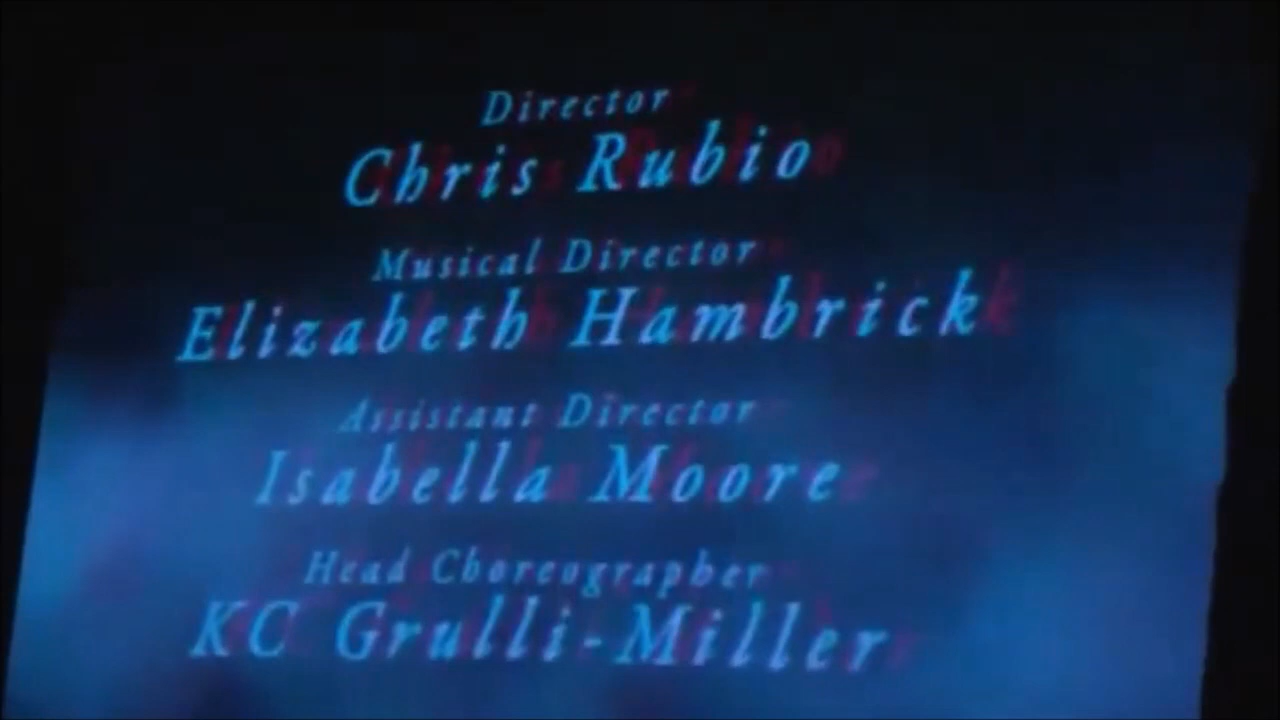 Director
Chris Rubio
Musical Director
Elizabeth Hambrick
Assistant Director
Isabella Moore
Head Choreographer
KC Grulli-Miller